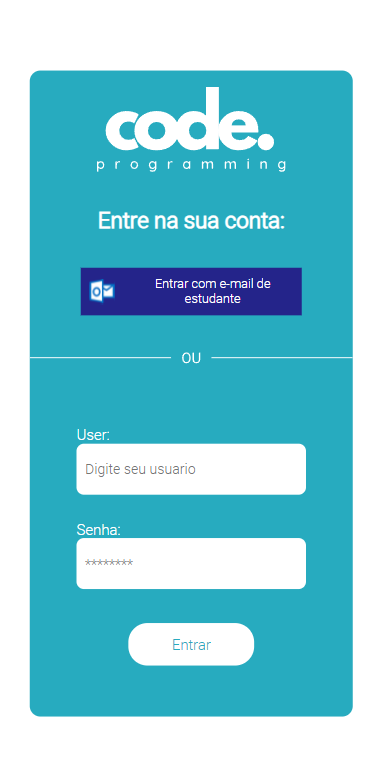 code.
programming
Entre na sua conta:
Entrar com e-mail de
estudante
OU
User:
Digite seu usuario
Senha:
********
Entrar